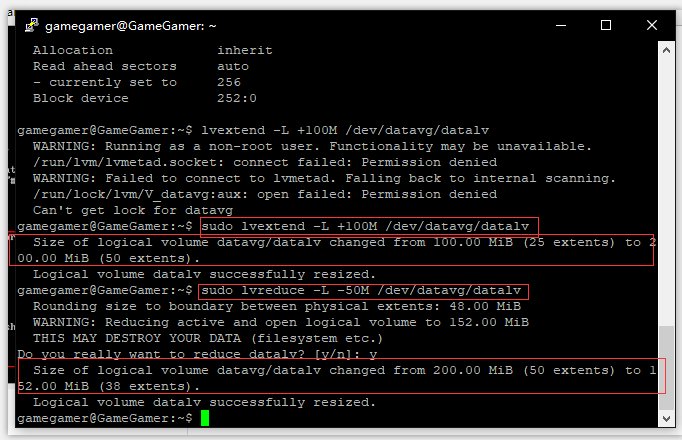 gamegamer@GameGamer: ~
Allocation inherit
Read ahead sectors auto
- currently set to 256
Block device 252:0
gamegamer@GameGamer:~$ lvextend -L +100M /dev/datavg/datalv
WARNING: Running as a non-root user. Functionality may be unavailable.
/run/lvm/lvmetad.socket: connect failed: Permission denied
WARNING: Failed to connect to lvmetad. Falling back to internal scanning.
/run/lock/lvm/V_datavg:aux: open failed: Permission denied
Can't get lock for datavg
gamegamer@GameGamer:~$ sudo lvextend -L +100M /dev/datavg/datalv
Size of logical volume datavg/datalv changed from 100.00 MiB (25 extents) to 2
00.00 MiB (50 extents).
Logical volume datalv successfully resized.
gamegamer@GameGamer:~$ sudo lvreduce -L -50M /dev/datavg/datalv
Rounding size to boundary between physical extents: 48.00 MiB
WARNING: Reducing active and open logical volume to 152.00 MiB
THIS MAY DESTROY YOUR DATA (filesystem etc.)
Do you really want to reduce datalv? [y/n]: y
Size of logical volume datavg/datalv changed from 200.00 MiB (50 extents) to 1
52.00 MiB (38 extents).
Logical volume datalv successfully resized.
gamegamer@GameGamer:~$